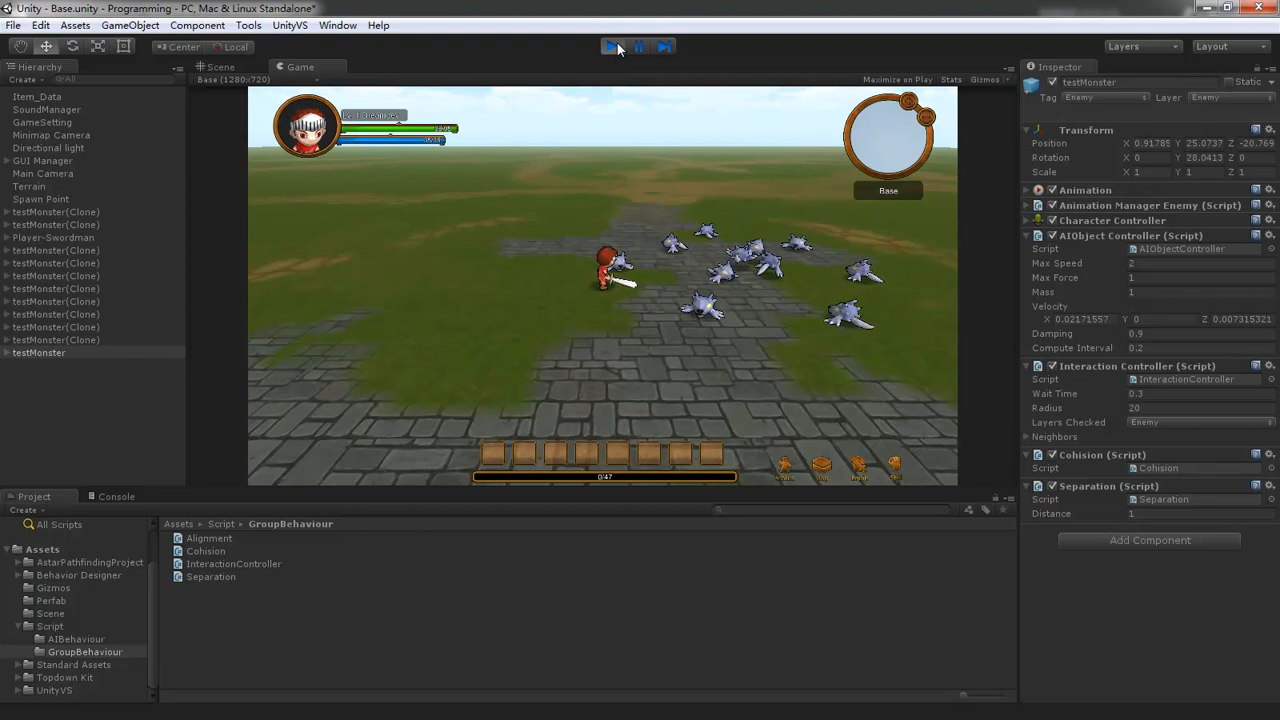 Unity - Base.unity - Programming - PC, Mac & Linux Standalone*
File Edit Assets GameObject Component Tools UnityVS Window Help
Center Local Layers Layout
Hierarchy
Create All
Item_Data
SoundManager
GameSetting
Minimap Camera
Directional light
GUI Manager
Main Camera
Terrain
Spawn Point
testMonster(Clone)
testMonster(Clone)
Player-Swordman
testMonster(Clone)
testMonster(Clone)
testMonster(Clone)
testMonster(Clone)
testMonster(Clone)
testMonster(Clone)
testMonster(Clone)
testMonster(Clone)
testMonster
Scene Game
Base (1280x720) Maximize on Play Stats Gizmos
Base
0/47
Inspector
testMonster Static
Tag Enemy Layer Enemy
Transform
Position X 0.91789 Y 25.0737 Z -20.769
Rotation X 0 Y 28.0413 Z 0
Scale X 1 Y 1 Z 1
Animation
Animation Manager Enemy (Script)
Character Controller
AIObject Controller (Script)
Script AIObjectController
Max Speed 2
Max Force 1
Mass 1
Velocity
X 0.02171557 Y 0 Z 0.007315321
Damping 0.9
Compute Interval 0.2
Interaction Controller (Script)
Script InteractionController
Wait Time 0.3
Radius 20
Layers Checked Enemy
Neighbors
Cohision (Script)
Script Cohision
Separation (Script)
Script Separation
Distance 1
Add Component
Project Console
Create
All Scripts
Assets
AstarPathfindingProject
Behavior Designer
Gizmos
Perfab
Scene
Script
AIBehaviour
GroupBehaviour
Standard Assets
Topdown Kit
UnityVS
Assets Script GroupBehaviour
Alignment
Cohision
InteractionController
Separation